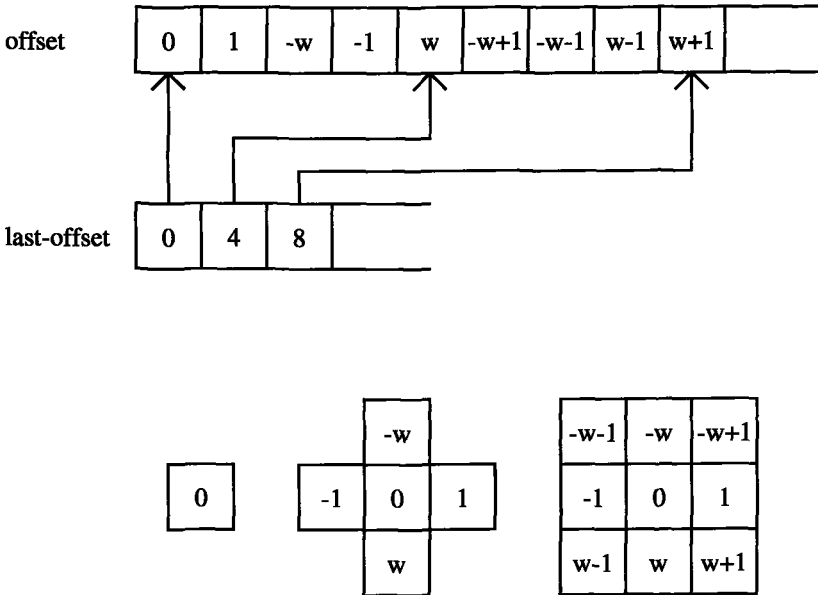 offset 0 1 -w -1 w -w+1 -w-1 w-1 w+1
last-offset 0 4 8
-w -w-1 -w -w+1
0 -1 0 1 -1 0 1
w w-1 w w+1